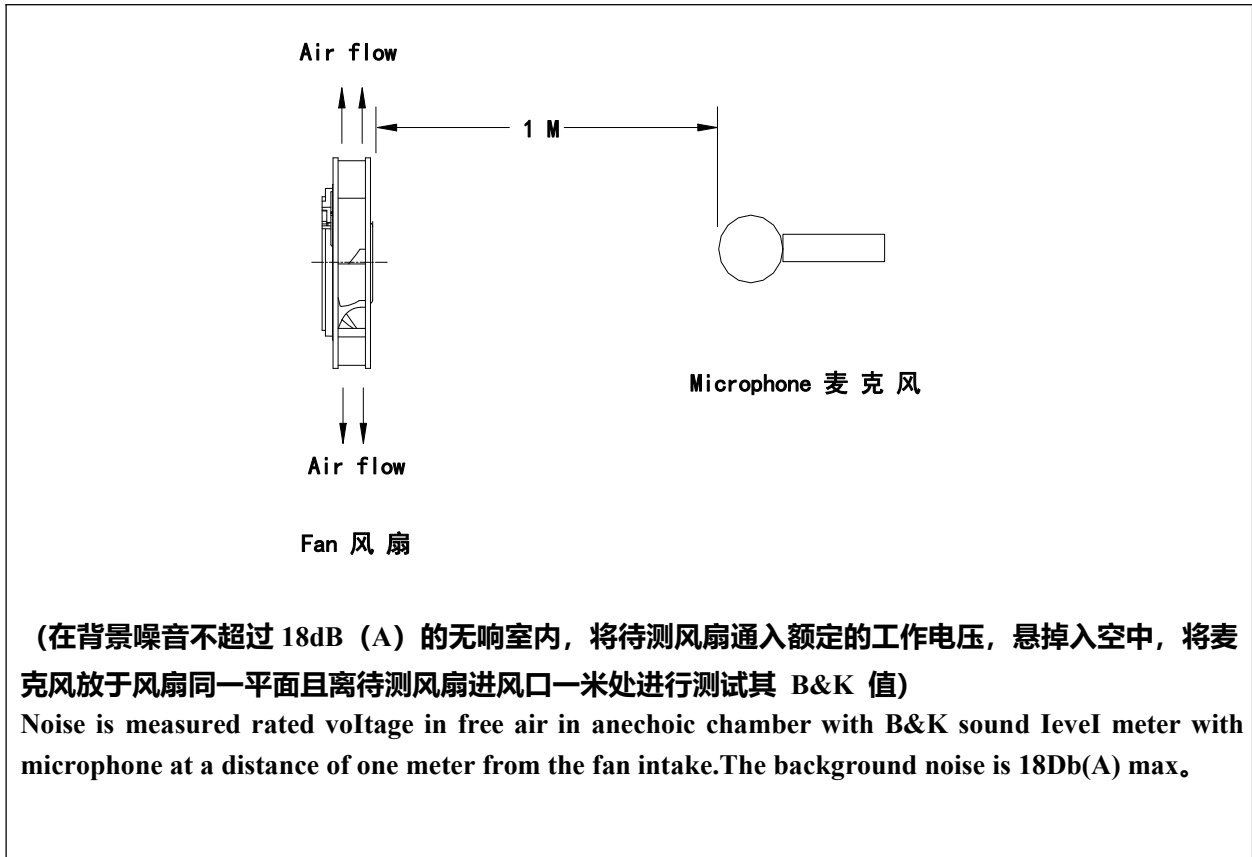 Air flow
1 M
Microphone 麦 克 风
Air flow
Fan 风 扇
（在背景噪音不超过 18dB（A）的无响室内，将待测风扇通入额定的工作电压，悬掉入空中，将麦
克风放于风扇同一平面且离待测风扇进风口一米处进行测试其 B&K 值）
Noise is measured rated voItage in free air in anechoic chamber with B&K sound IeveI meter with
microphone at a distance of one meter from the fan intake.The background noise is 18Db(A) max。